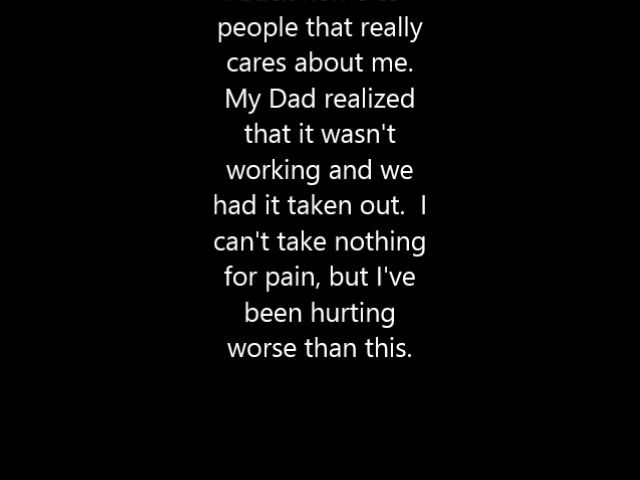 people that really
cares about me.
My Dad realized
that it wasn't
working and we
had it taken out.  I
can't take nothing
for pain, but I've
been hurting
worse than this.